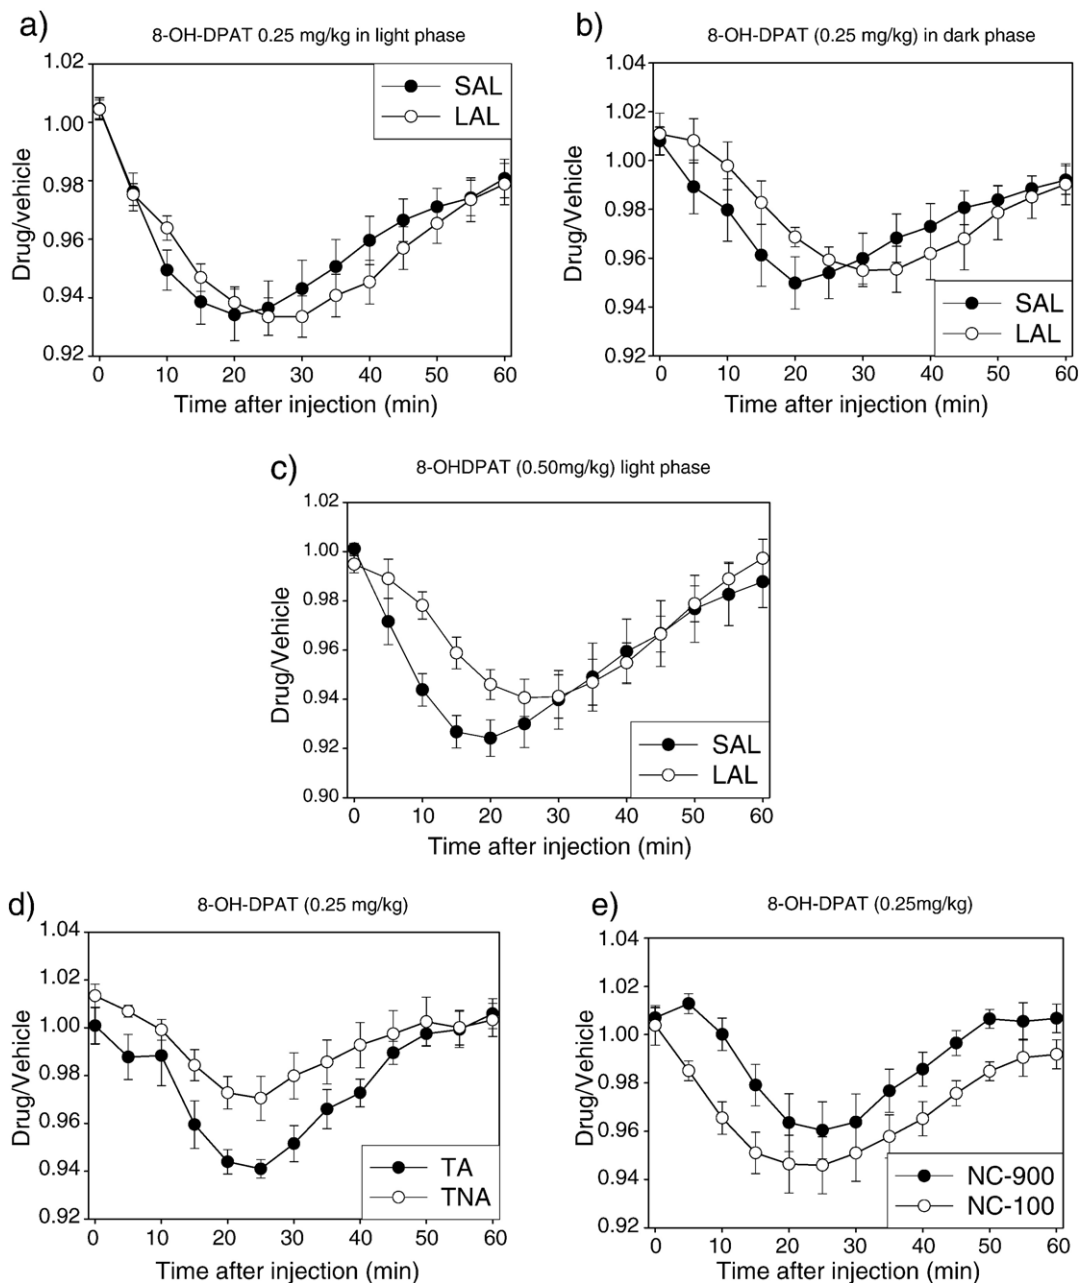 a)
8-OH-DPAT 0.25 mg/kg in light phase
1.02
1.00
0.98
0.96
0.94
0.92
Drug/vehicle
SAL
LAL
0 10 20 30 40 50 60
Time after injection (min)
b)
8-OH-DPAT (0.25 mg/kg) in dark phase
1.04
1.02
1.00
0.98
0.96
0.94
0.92
Drug/Vehicle
SAL
LAL
0 10 20 30 40 50 60
Time after injection (min)
c)
8-OHDPAT (0.50mg/kg) light phase
1.02
1.00
0.98
0.96
0.94
0.92
0.90
Drug/Vehicle
SAL
LAL
0 10 20 30 40 50 60
Time after injection (min)
d)
8-OH-DPAT (0.25 mg/kg)
1.04
1.02
1.00
0.98
0.96
0.94
0.92
Drug/Vehicle
TA
TNA
0 10 20 30 40 50 60
Time after injection (min)
e)
8-OH-DPAT (0.25mg/kg)
1.04
1.02
1.00
0.98
0.96
0.94
0.92
Drug/Vehicle
NC-900
NC-100
0 10 20 30 40 50 60
Time after injection (min)